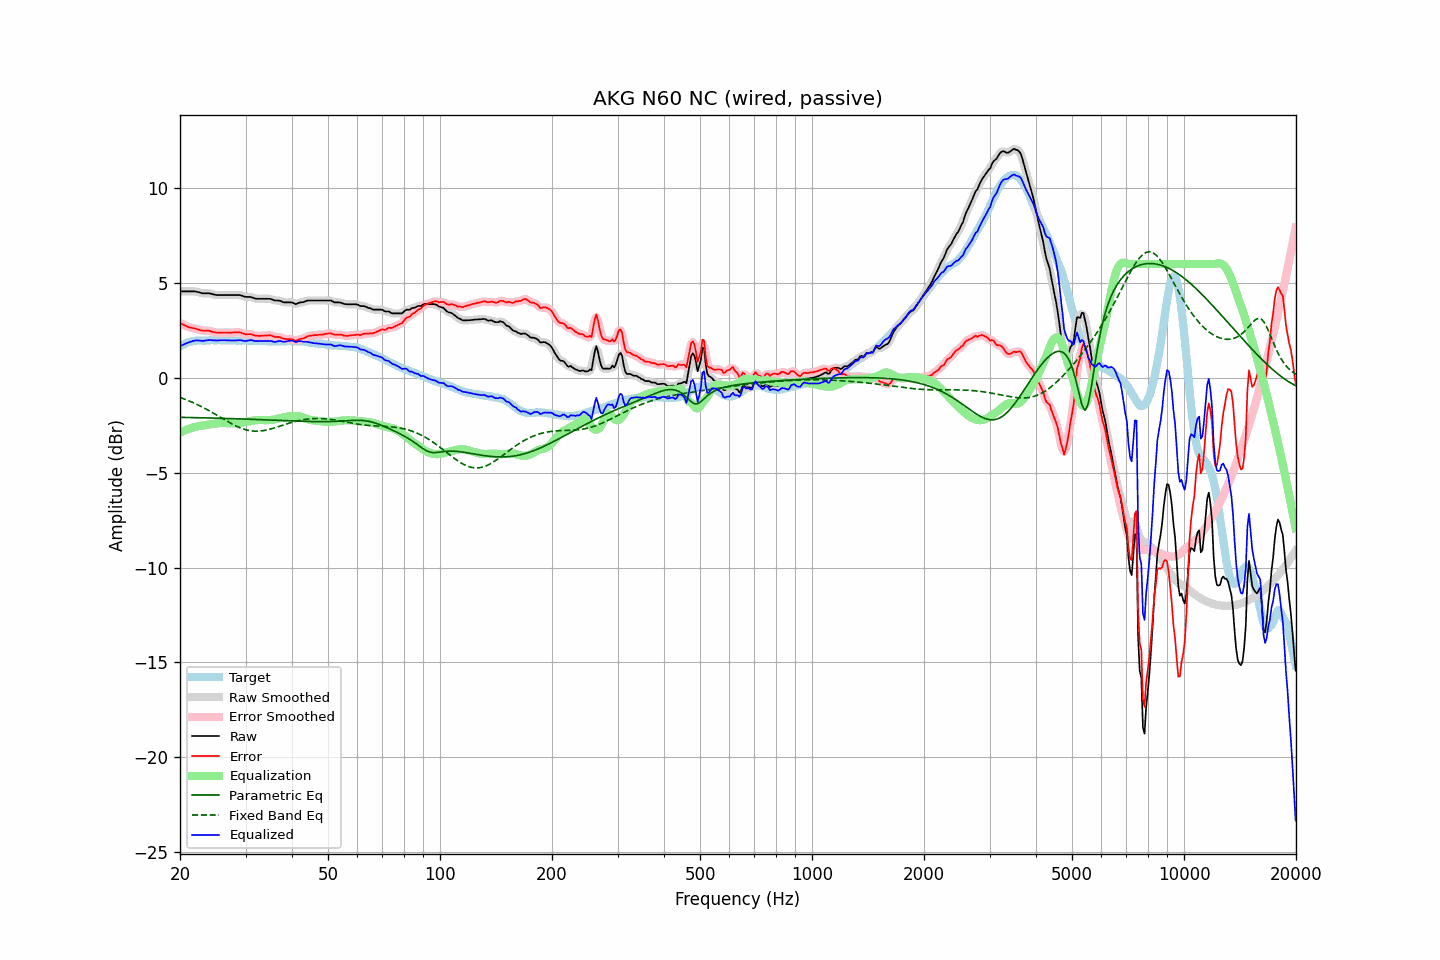 AKG N60 NC (wired, passive)
Amplitude (dBr)
10
5
0
−5
−10
−15
−20
−25
Target
Raw Smoothed
Error Smoothed
Raw
Error
Equalization
Parametric Eq
Fixed Band Eq
Equalized
20 50 100 200 500 1000 2000 5000 10000 20000
Frequency (Hz)